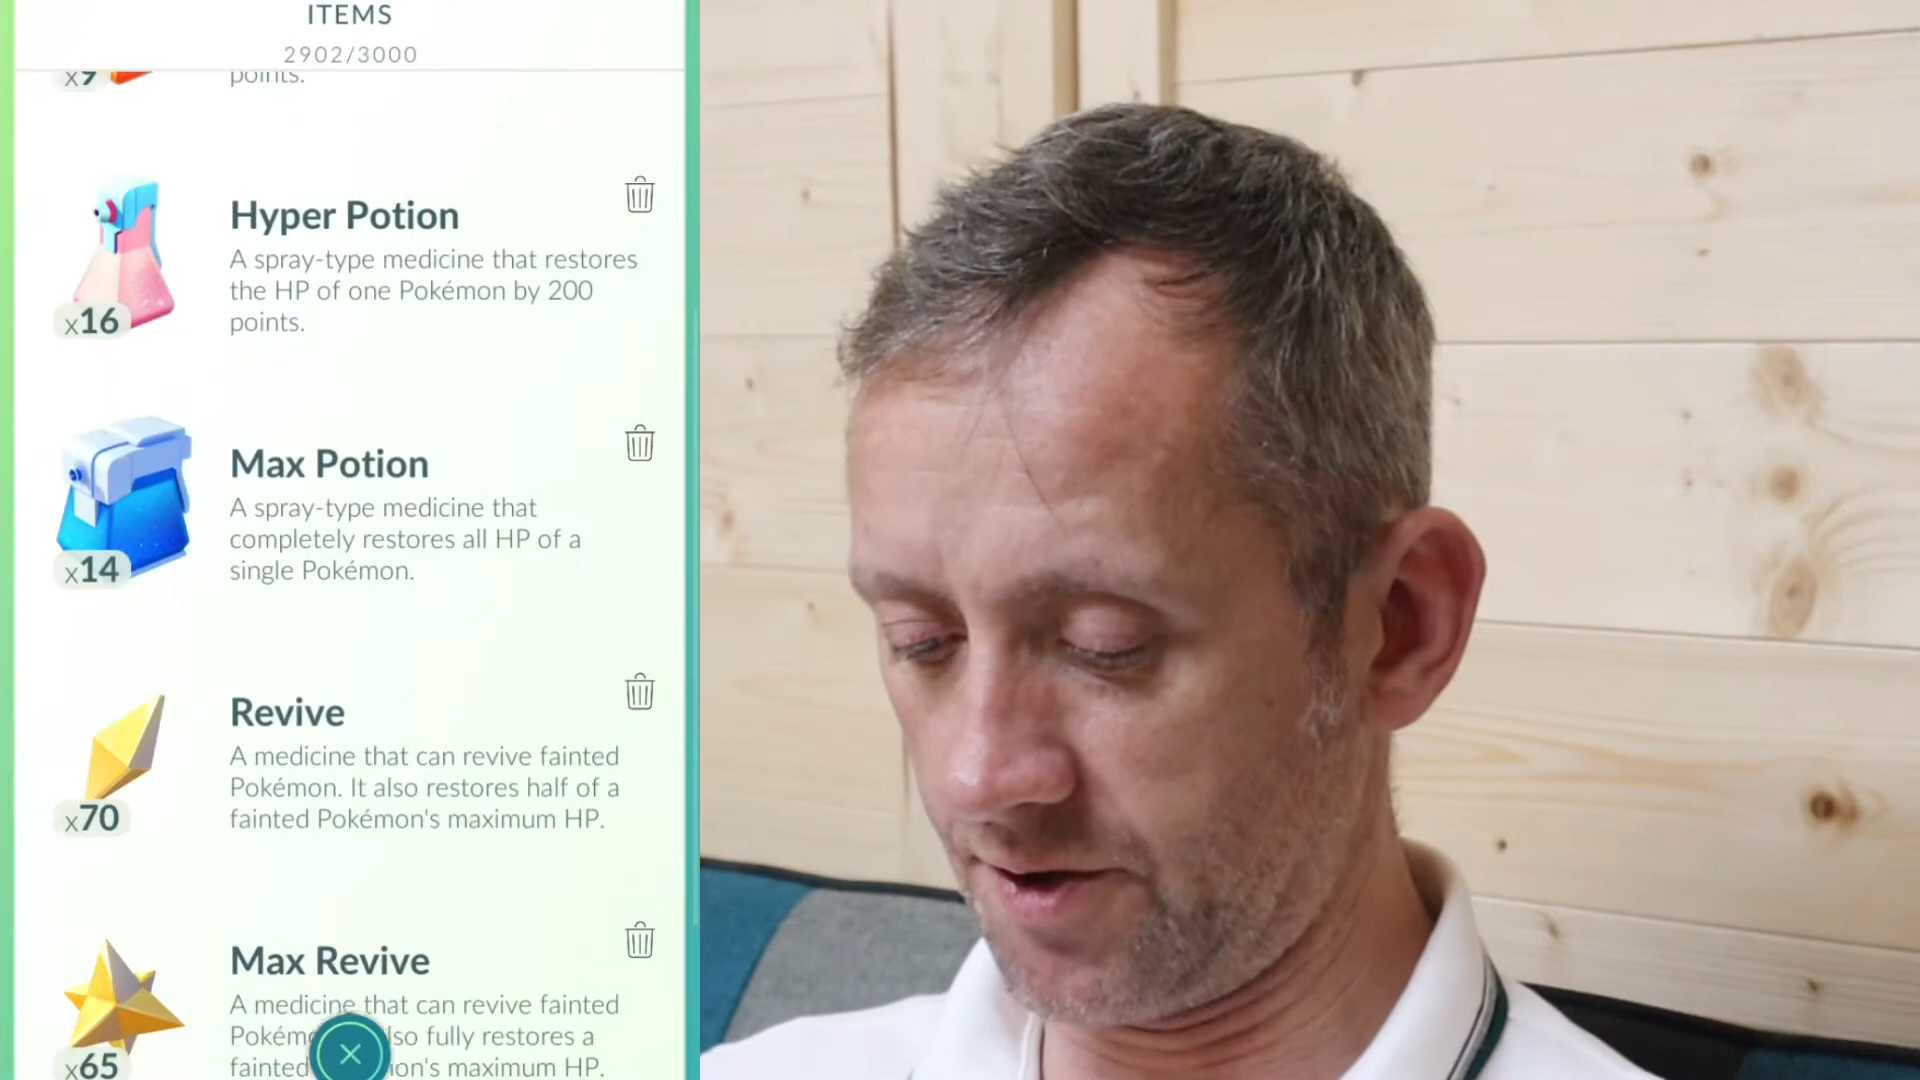 ITEMS
2902/3000
x9
points.
Hyper Potion
A spray-type medicine that restores
the HP of one Pokémon by 200
points.
x16
Max Potion
A spray-type medicine that
completely restores all HP of a
single Pokémon.
x14
Revive
A medicine that can revive fainted
Pokémon. It also restores half of a
fainted Pokémon's maximum HP.
x70
Max Revive
A medicine that can revive fainted
so fully restores a
fainted maximum HP.
x65